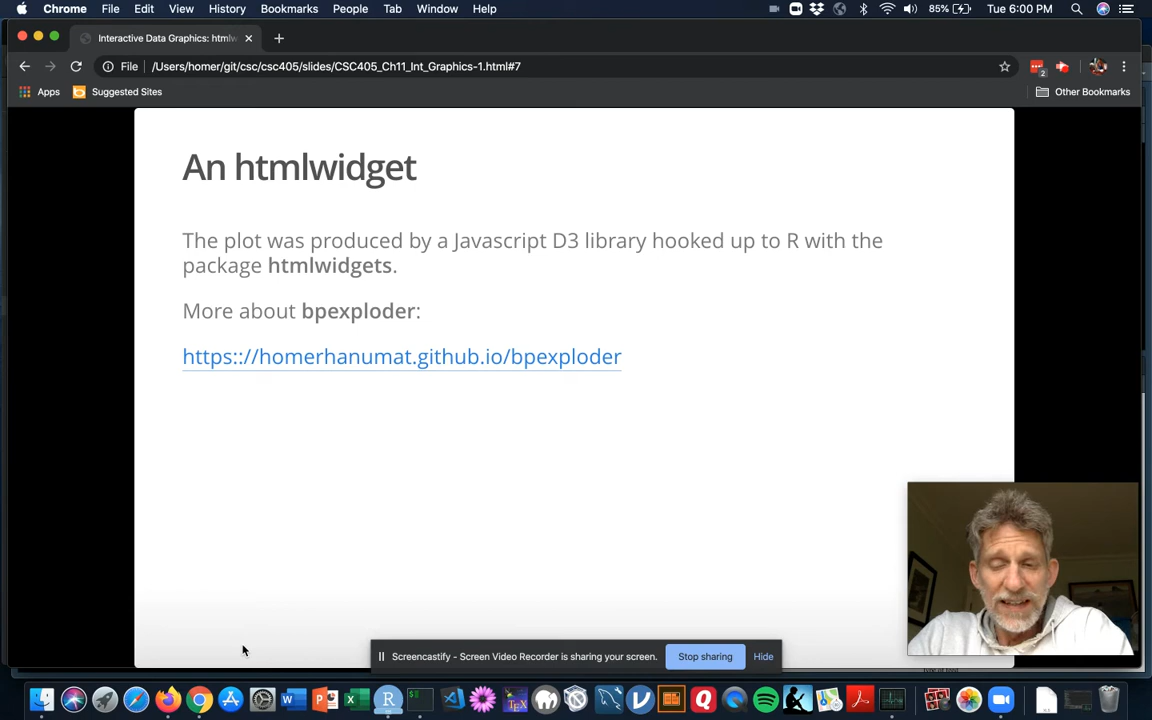 Chrome File Edit View History Bookmarks People Tab Window Help 85% Tue 6:00 PM
Interactive Data Graphics: htmlw
File /Users/homer/git/csc/csc405/slides/CSC405_Ch11_Int_Graphics-1.html#7 2
Apps Suggested Sites Other Bookmarks
An htmlwidget
The plot was produced by a Javascript D3 library hooked up to R with the
package htmlwidgets.
More about bpexploder:
https:://homerhanumat.github.io/bpexploder
Screencastify - Screen Video Recorder is sharing your screen. Stop sharing Hide